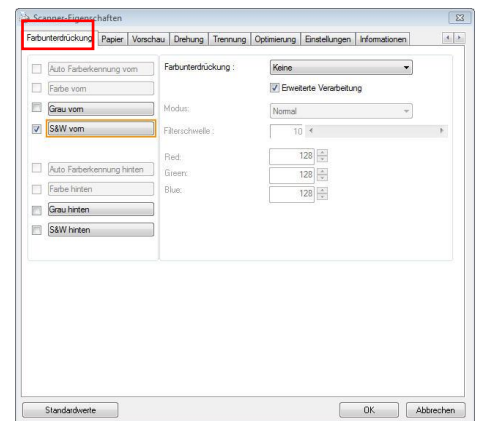 Scanner-Eigenschaften
Farbunterdrückung Papier Vorschau Drehung Trennung Optimierung Einstellungen Informationen
Auto Farberkennung vorn
Farbe vorn
Grau vorn
S&W vorn
Auto Farberkennung hinten
Farbe hinten
Grau hinten
S&W hinten
Farbunterdrückung : Keine
Erweiterte Verarbeitung
Modus: Normal
Filterschwelle : 10
Red: 128
Green: 128
Blue: 128
Standardwerte OK Abbrechen